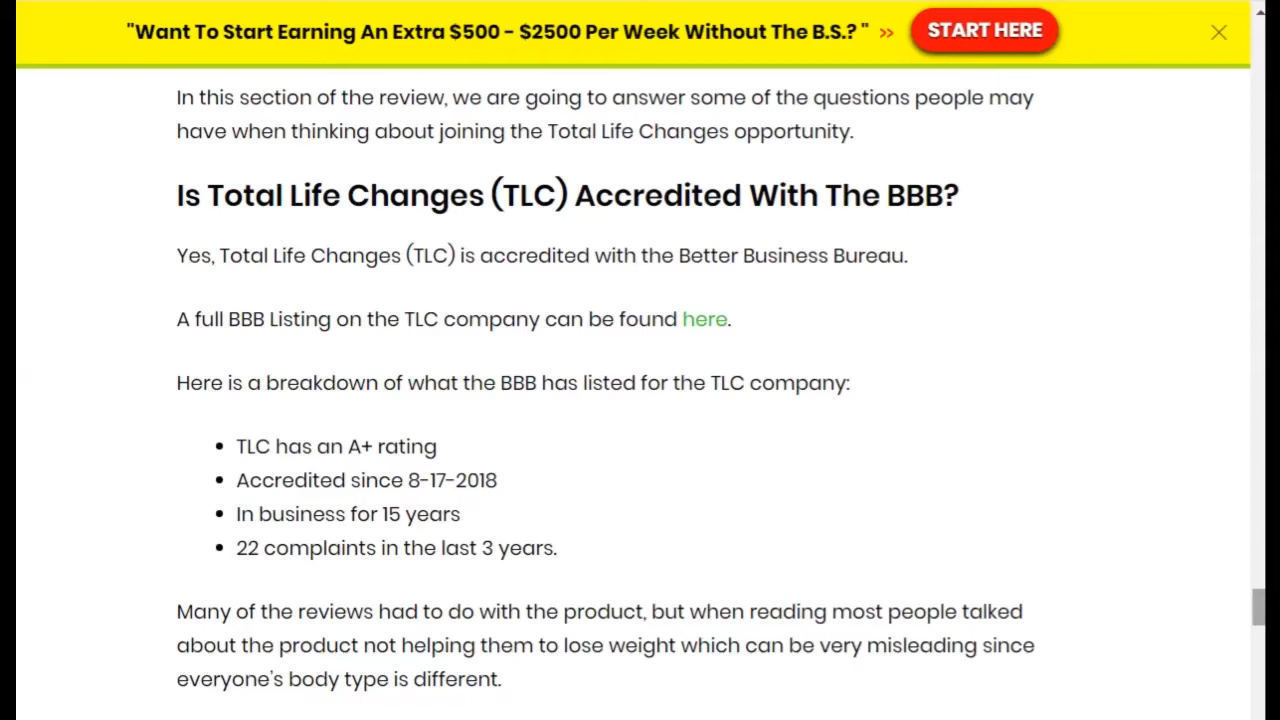 "Want To Start Earning An Extra $500 - $2500 Per Week Without The B.S.? " »
START HERE
In this section of the review, we are going to answer some of the questions people may
have when thinking about joining the Total Life Changes opportunity.
Is Total Life Changes (TLC) Accredited With The BBB?
Yes, Total Life Changes (TLC) is accredited with the Better Business Bureau.
A full BBB Listing on the TLC company can be found here.
Here is a breakdown of what the BBB has listed for the TLC company:
• TLC has an A+ rating
• Accredited since 8-17-2018
• In business for 15 years
• 22 complaints in the last 3 years.
Many of the reviews had to do with the product, but when reading most people talked
about the product not helping them to lose weight which can be very misleading since
everyone's body type is different.